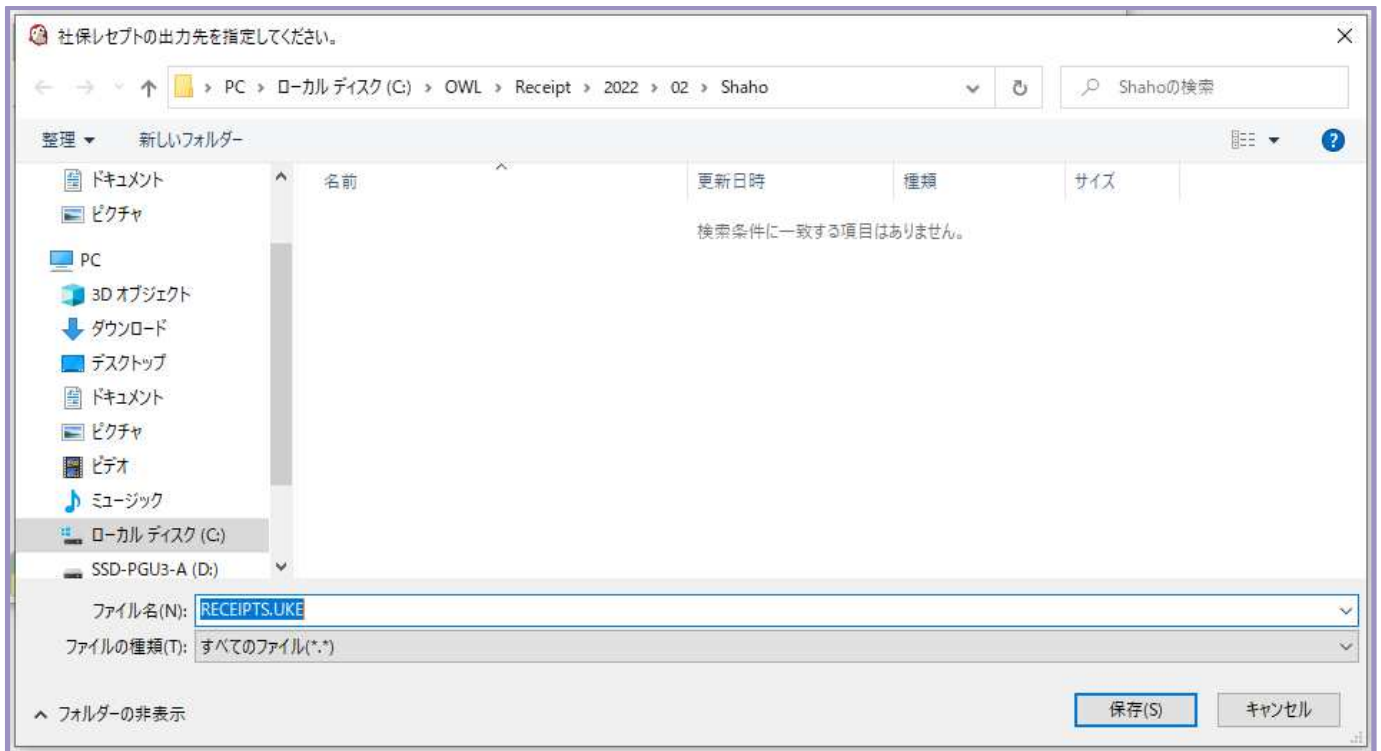 社保レセプトの出力先を指定してください。
PC › ローカル ディスク (C:) › OWL › Receipt › 2022 › 02 › Shaho
Shahoの検索
整理 新しいフォルダー
名前 更新日時 種類 サイズ
検索条件に一致する項目はありません。
ドキュメント
ピクチャ
PC
3D オブジェクト
ダウンロード
デスクトップ
ドキュメント
ピクチャ
ビデオ
ミュージック
ローカル ディスク (C:)
SSD-PGU3-A (D:)
ファイル名(N): RECEIPTS.UKE
ファイルの種類(T): すべてのファイル(*.*)
フォルダーの非表示
保存(S) キャンセル